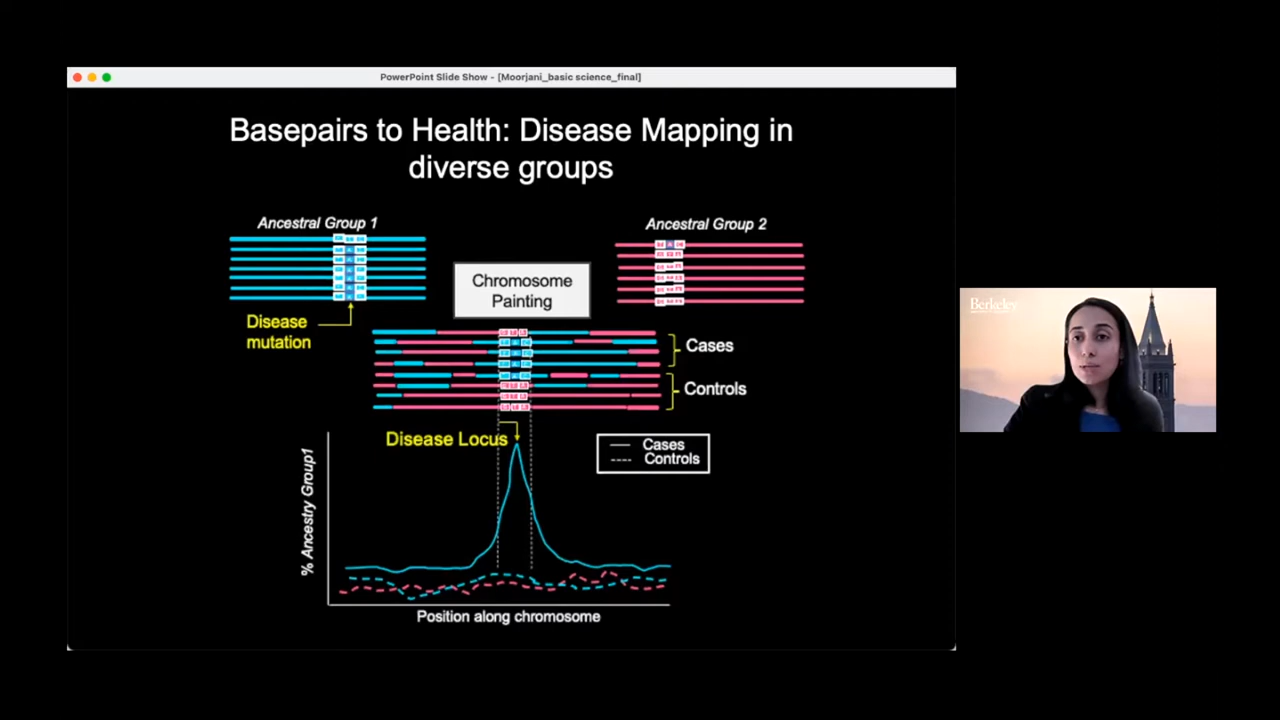 PowerPoint Slide Show - [Moorjani_basic science_final]
Basepairs to Health: Disease Mapping in
diverse groups
Ancestral Group 1
Ancestral Group 2
Chromosome
Painting
Disease
mutation
Cases
Controls
Disease Locus
Cases
Controls
% Ancestry Group1
Position along chromosome
Berkeley